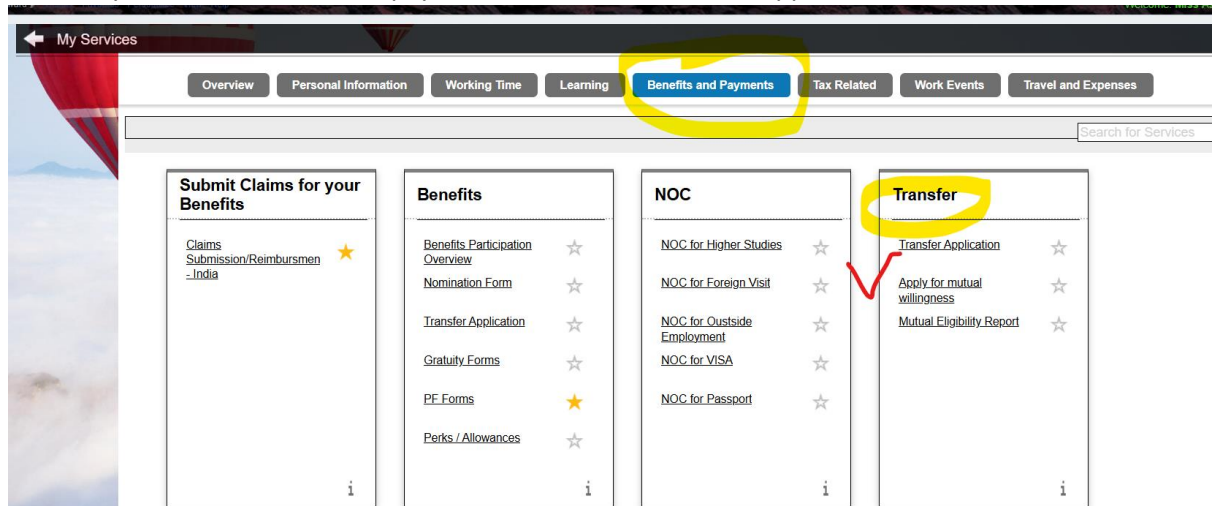 My Services
Overview Personal Information Working Time Learning Benefits and Payments Tax Related Work Events Travel and Expenses
Search for Services
Submit Claims for your
Benefits
Claims
Submission/Reimbursmen
- India
Benefits
Benefits Participation
Overview
Nomination Form
Transfer Application
Gratuity Forms
PF Forms
Perks / Allowances
NOC
NOC for Higher Studies
NOC for Foreign Visit
NOC for Oustside
Employment
NOC for VISA
NOC for Passport
Transfer
Transfer Application
Apply for mutual
willingness
Mutual Eligibility Report
i
i
i
i